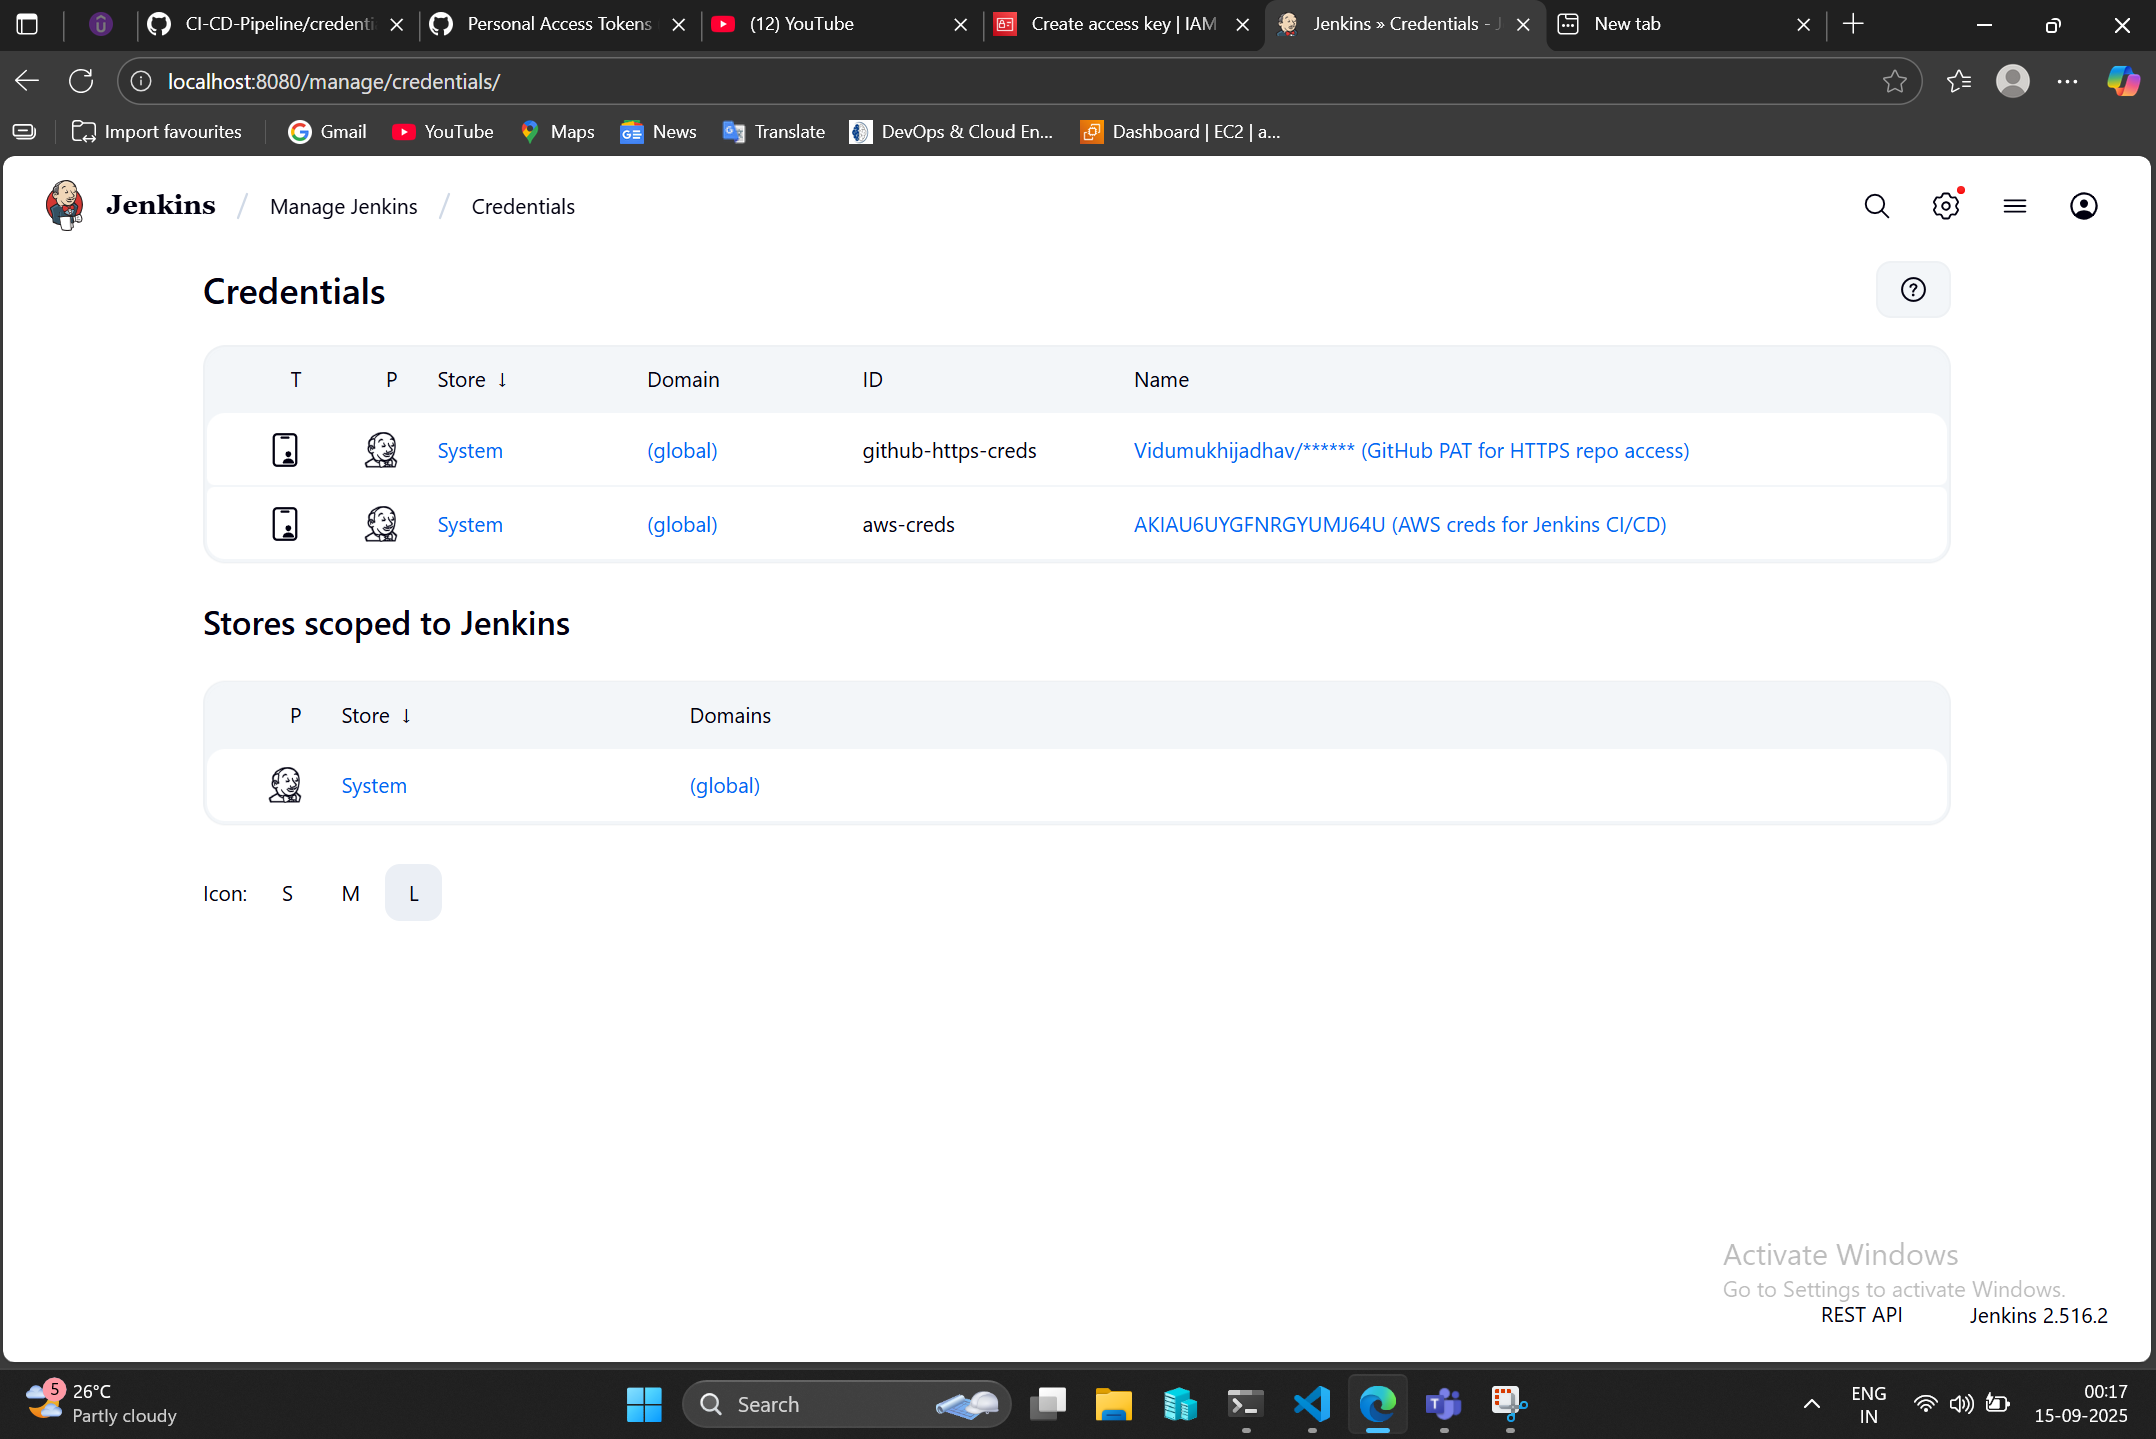 CI-CD-Pipeline/credenti
Personal Access Tokens
(12) YouTube
Create access key | IAM
Jenkins » Credentials - J
New tab
localhost:8080/manage/credentials/
Import favourites
Gmail
YouTube
Maps
News
Translate
DevOps & Cloud En...
Dashboard | EC2 | a...
Jenkins / Manage Jenkins / Credentials
Credentials
T P Store ↓ Domain ID Name
System (global) github-https-creds Vidumukhijadhav/****** (GitHub PAT for HTTPS repo access)
System (global) aws-creds AKIAU6UYGFNRGYUMJ64U (AWS creds for Jenkins CI/CD)
Stores scoped to Jenkins
P Store ↓ Domains
System (global)
Icon: S M L
Activate Windows
Go to Settings to activate Windows.
REST API Jenkins 2.516.2
5
26°C
Partly cloudy
Search
ENG
IN
00:17
15-09-2025